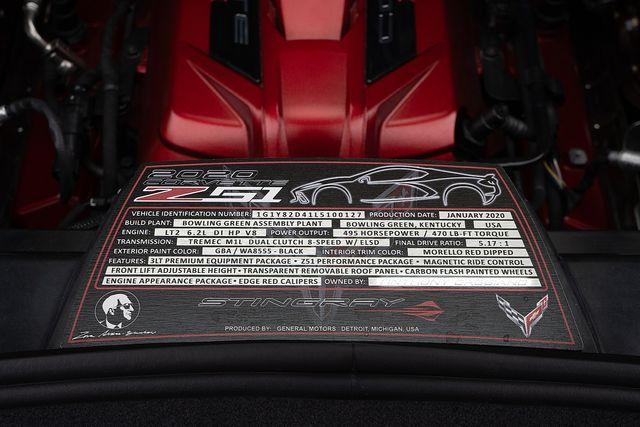 2020
CORVETTE
Z51
VEHICLE IDENTIFICATION NUMBER: 1G1Y82D41L5100127 PRODUCTION DATE: JANUARY 2020
BUILD PLANT: BOWLING GREEN ASSEMBLY PLANT BOWLING GREEN, KENTUCKY USA
ENGINE: LT2 6.2L DI HP V8 POWER OUTPUT: 495 HORSEPOWER / 470 LB-FT TORQUE
TRANSMISSION: TREMEC M1L DUAL CLUTCH 8-SPEED W/ ELSD FINAL DRIVE RATIO: 5.17 : 1
EXTERIOR PAINT COLOR: GBA / WA8555 - BLACK INTERIOR TRIM COLOR: MORELLO RED DIPPED
FEATURES: 3LT PREMIUM EQUIPMENT PACKAGE • Z51 PERFORMANCE PACKAGE • MAGNETIC RIDE CONTROL
FRONT LIFT ADJUSTABLE HEIGHT • TRANSPARENT REMOVABLE ROOF PANEL • CARBON FLASH PAINTED WHEELS
ENGINE APPEARANCE PACKAGE • EDGE RED CALIPERS OWNED BY:
STINGRAY
PRODUCED BY: GENERAL MOTORS DETROIT, MICHIGAN, USA